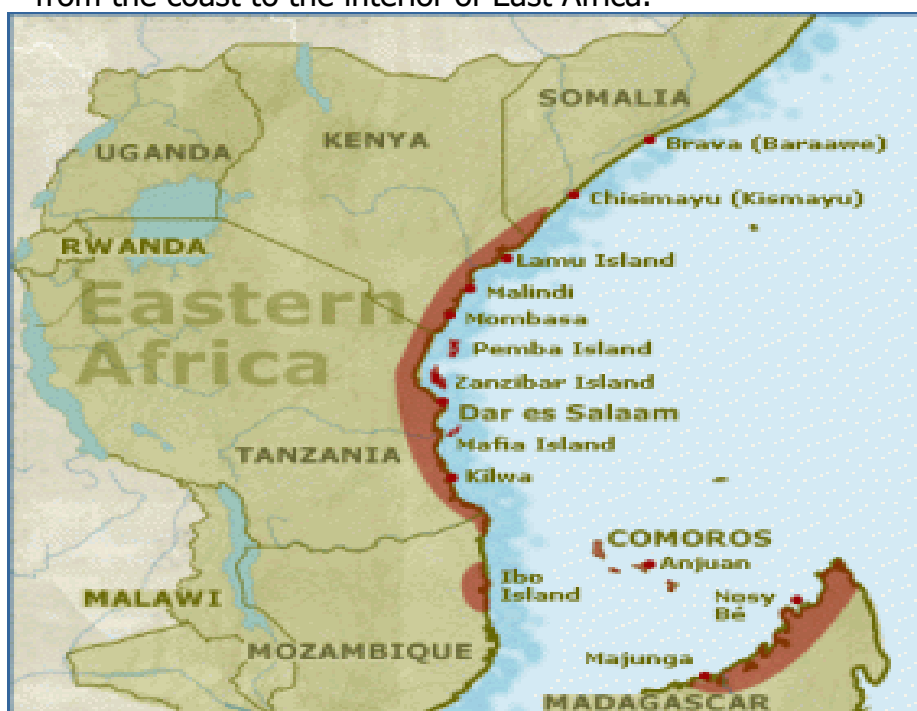 from the coast to the interior of East Africa.
SOMALIA
KENYA
UGANDA
Brava (Baraawe)
Chisimayu (Kismayu)
RWANDA
Lamu Island
Eastern
Africa
Malindi
Mombasa
Pemba Island
Zanzibar Island
Dar es Salaam
Mafia Island
TANZANIA
Kilwa
COMOROS
Anjuan
Ibo
Island
MALAWI
Nosy
Bé
MOZAMBIQUE
Majunga
MADAGASCAR